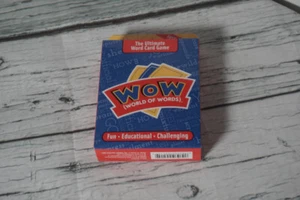 The Ultimate
Word Card Game
WOW
(WORLD OF WORDS)
Fun • Educational • Challenging